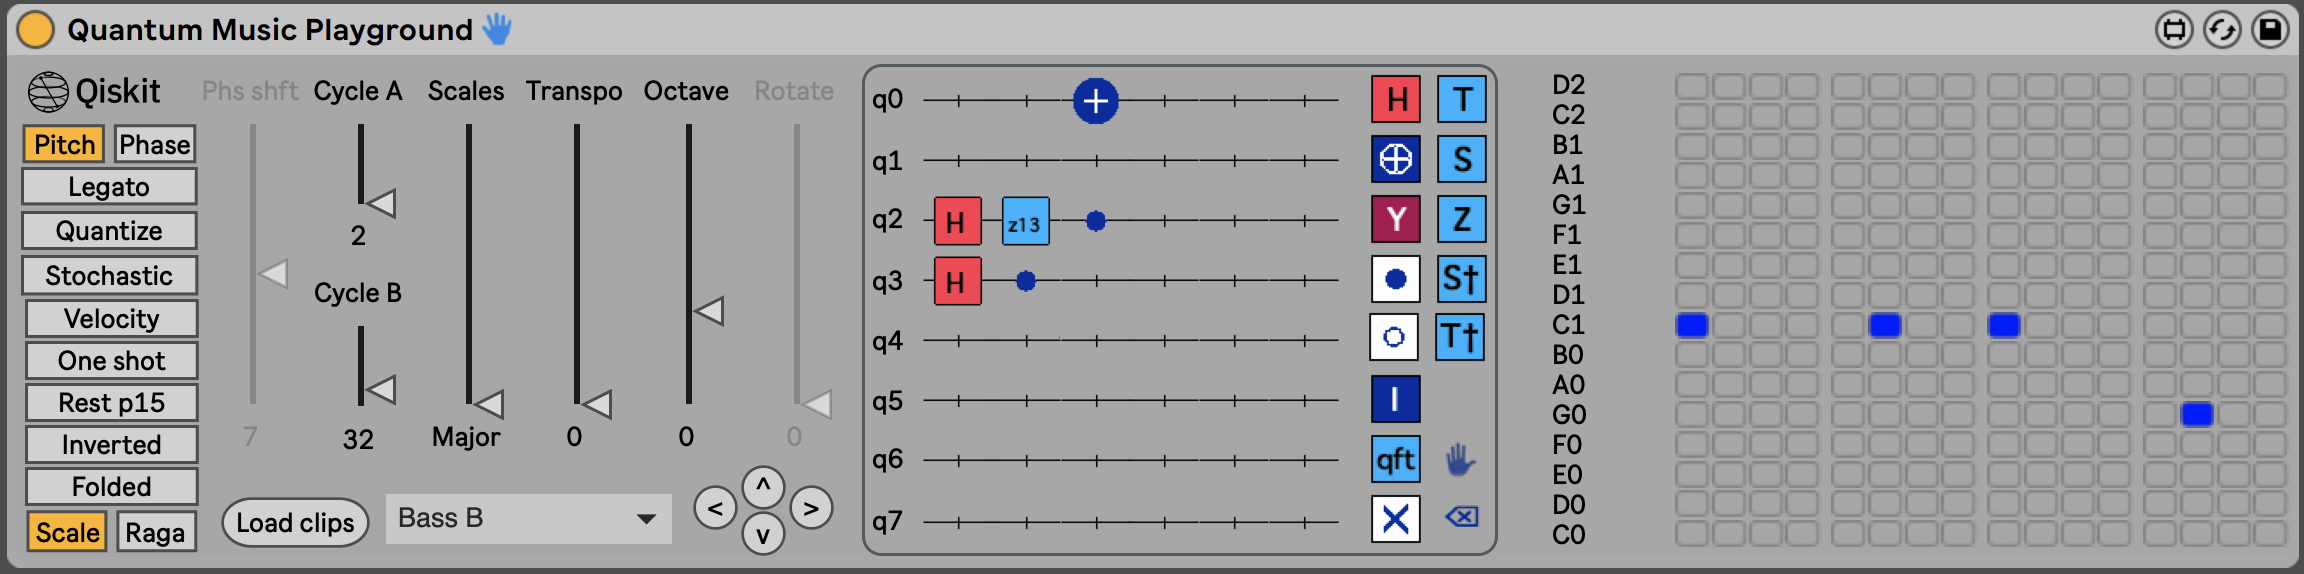 Quantum Music Playground
Qiskit
Phs shft Cycle A Scales Transpo Octave Rotate
Pitch Phase
Legato
Quantize
Stochastic
Velocity
One shot
Rest p15
Inverted
Folded
Scale Raga
2
Cycle B
7 32 Major 0 0 0
Load clips Bass B < ^ v >
q0 + H T
q1 S
q2 H z13 Y Z
q3 H S†
q4 T†
q5 I
q6 qft
q7
D2
C2
B1
A1
G1
F1
E1
D1
C1
B0
A0
G0
F0
E0
D0
C0